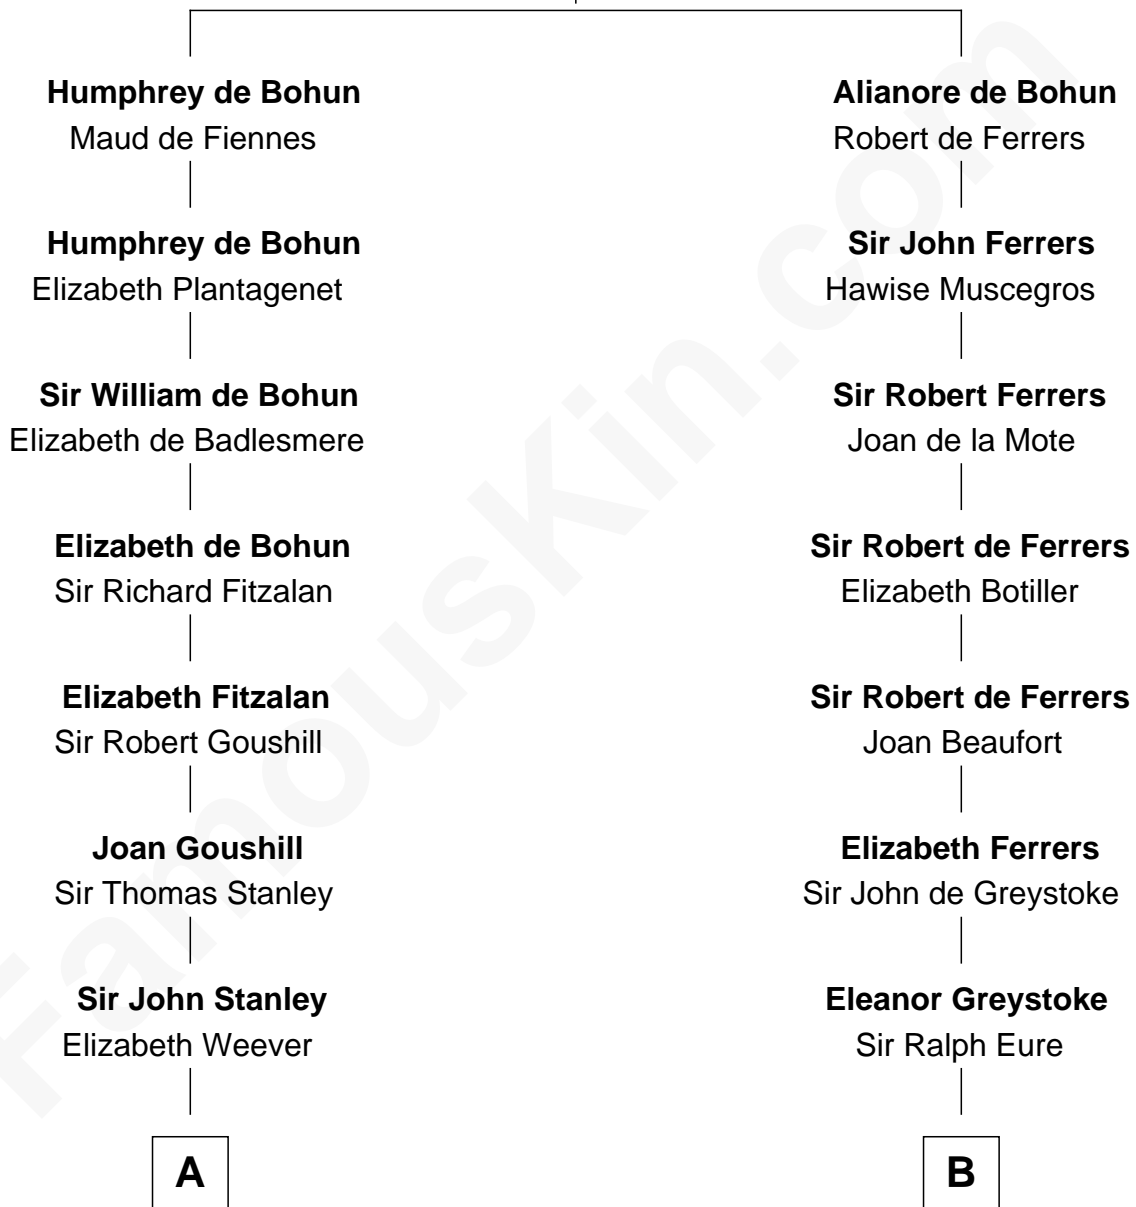 Humphrey de Bohun
Maud de Fiennes
Humphrey de Bohun
Elizabeth Plantagenet
Sir William de Bohun
Elizabeth de Badlesmere
Elizabeth de Bohun
Sir Richard Fitzalan
Elizabeth Fitzalan
Sir Robert Goushill
Joan Goushill
Sir Thomas Stanley
Sir John Stanley
Elizabeth Weever
A
Alianore de Bohun
Robert de Ferrers
Sir John Ferrers
Hawise Muscegros
Sir Robert Ferrers
Joan de la Mote
Sir Robert de Ferrers
Elizabeth Botiller
Sir Robert de Ferrers
Joan Beaufort
Elizabeth Ferrers
Sir John de Greystoke
Eleanor Greystoke
Sir Ralph Eure
B
FamousKin.com